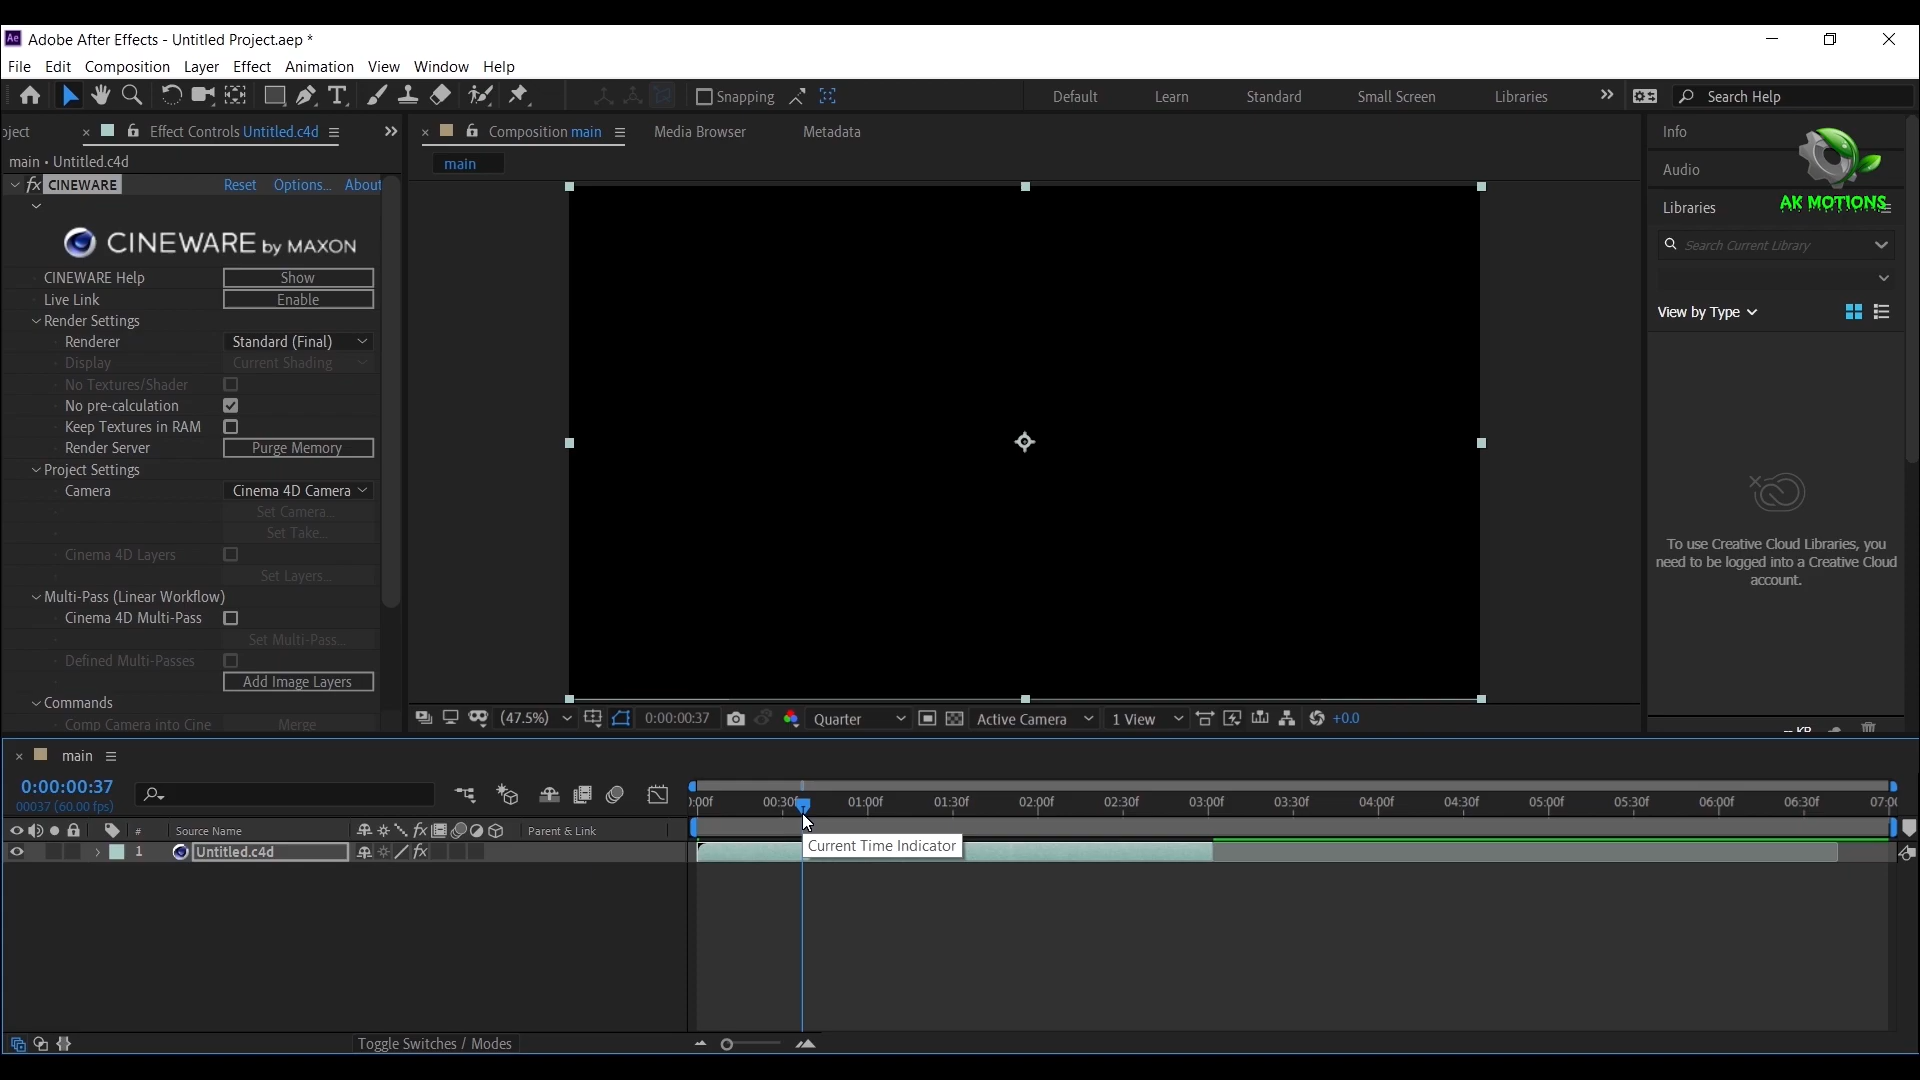 Ae Adobe After Effects - Untitled Project.aep *
File Edit Composition Layer Effect Animation View Window Help
Snapping Default Learn Standard Small Screen Libraries Search Help
oject × Effect Controls Untitled.c4d
× Composition main Media Browser Metadata
Info
main • Untitled.c4d
main
Audio
fx CINEWARE Reset Options... About
Libraries
AK MOTIONS
CINEWARE by MAXON
Search Current Library
CINEWARE Help Show
Live Link Enable
View by Type
Render Settings
Renderer Standard (Final)
Display Current Shading
No Textures/Shader
No pre-calculation
Keep Textures in RAM
Render Server Purge Memory
Project Settings
Camera Cinema 4D Camera
Set Camera...
Set Take...
Cinema 4D Layers
Set Layers...
To use Creative Cloud Libraries, you
need to be logged into a Creative Cloud
account.
Multi-Pass (Linear Workflow)
Cinema 4D Multi-Pass
Set Multi-Pass...
Defined Multi-Passes
Add Image Layers
Commands
Comp Camera into Cine Merge
(47.5%) 0:00:00:37 Quarter Active Camera 1 View +0.0
-- KB
× main
0:00:00:37
00037 (60.00 fps)
:00f 00:30f 01:00f 01:30f 02:00f 02:30f 03:00f 03:30f 04:00f 04:30f 05:00f 05:30f 06:00f 06:30f 07:00
# Source Name fx Parent & Link
1 Untitled.c4d fx
Current Time Indicator
Toggle Switches / Modes